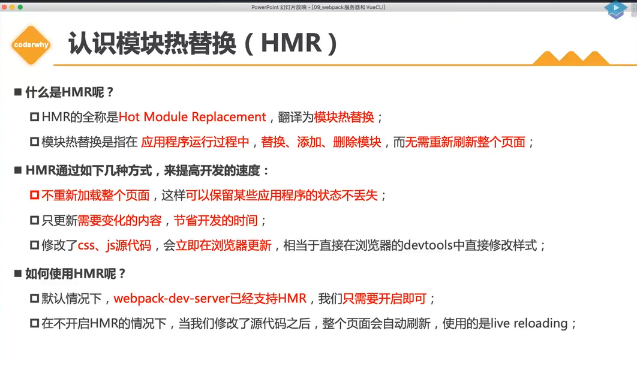 PowerPoint 幻灯片放映 - [09_webpack服务器和VueCLI]
coderwhy
认识模块热替换（HMR）
什么是HMR呢？
HMR的全称是Hot Module Replacement，翻译为模块热替换；
模块热替换是指在 应用程序运行过程中，替换、添加、删除模块，而无需重新刷新整个页面；
HMR通过如下几种方式，来提高开发的速度：
不重新加载整个页面，这样可以保留某些应用程序的状态不丢失；
只更新需要变化的内容，节省开发的时间；
修改了css、js源代码，会立即在浏览器更新，相当于直接在浏览器的devtools中直接修改样式；
如何使用HMR呢？
默认情况下，webpack-dev-server已经支持HMR，我们只需要开启即可；
在不开启HMR的情况下，当我们修改了源代码之后，整个页面会自动刷新，使用的是live reloading；